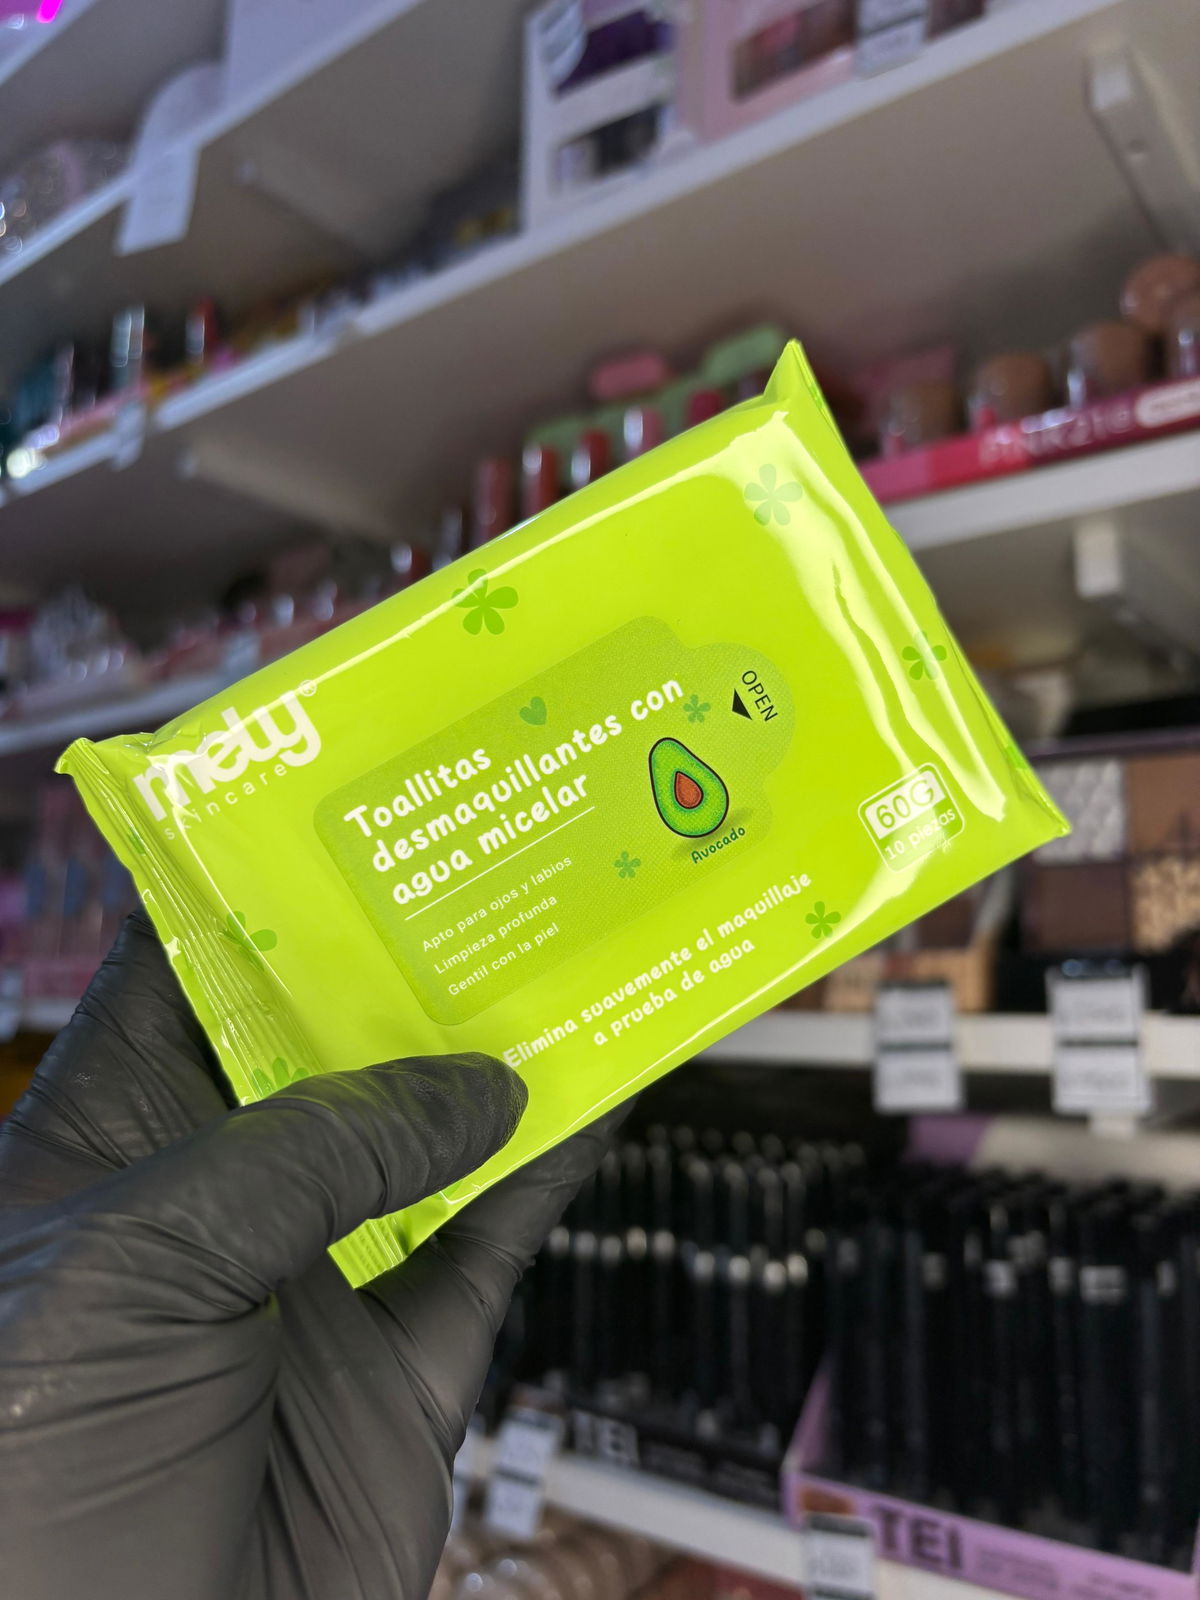 mely®
skincare
Toallitas
desmaquillantes con
agua micelar
Apto para ojos y labios
Limpieza profunda
Gentil con la piel
Avocado
OPEN
60G
10 piezas
Elimina suavemente el maquillaje
a prueba de agua
TEI
TEI